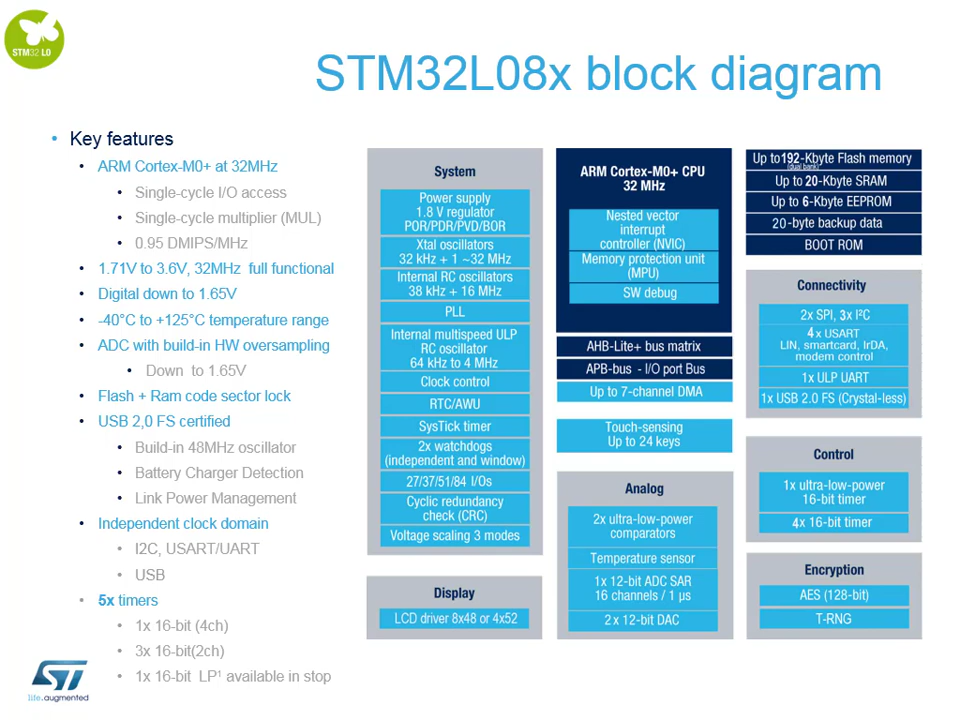 STM32 L0
STM32L08x block diagram
• Key features
• ARM Cortex-M0+ at 32MHz
• Single-cycle I/O access
• Single-cycle multiplier (MUL)
• 0.95 DMIPS/MHz
• 1.71V to 3.6V, 32MHz full functional
• Digital down to 1.65V
• -40°C to +125°C temperature range
• ADC with build-in HW oversampling
• Down to 1.65V
• Flash + Ram code sector lock
• USB 2,0 FS certified
• Build-in 48MHz oscillator
• Battery Charger Detection
• Link Power Management
• Independent clock domain
• I2C, USART/UART
• USB
• 5x timers
• 1x 16-bit (4ch)
• 3x 16-bit(2ch)
• 1x 16-bit LP¹ available in stop
System
Power supply
1.8 V regulator
POR/PDR/PVD/BOR
Xtal oscillators
32 kHz + 1 ~32 MHz
Internal RC oscillators
38 kHz + 16 MHz
PLL
Internal multispeed ULP
RC oscillator
64 kHz to 4 MHz
Clock control
RTC/AWU
SysTick timer
2x watchdogs
(independent and window)
27/37/51/84 I/Os
Cyclic redundancy
check (CRC)
Voltage scaling 3 modes
Display
LCD driver 8x48 or 4x52
ARM Cortex-M0+ CPU
32 MHz
Nested vector
interrupt
controller (NVIC)
Memory protection unit
(MPU)
SW debug
AHB-Lite+ bus matrix
APB-bus - I/O port Bus
Up to 7-channel DMA
Touch-sensing
Up to 24 keys
Analog
2x ultra-low-power
comparators
Temperature sensor
1x 12-bit ADC SAR
16 channels / 1 µs
2 x 12-bit DAC
Up to 192-Kbyte Flash memory
(dual bank)
Up to 20-Kbyte SRAM
Up to 6-Kbyte EEPROM
20-byte backup data
BOOT ROM
Connectivity
2x SPI, 3x I²C
4 x USART
LIN, smartcard, IrDA,
modem control
1x ULP UART
1x USB 2.0 FS (Crystal-less)
Control
1x ultra-low-power
16-bit timer
4x 16-bit timer
Encryption
AES (128-bit)
T-RNG
ST
life.augmented